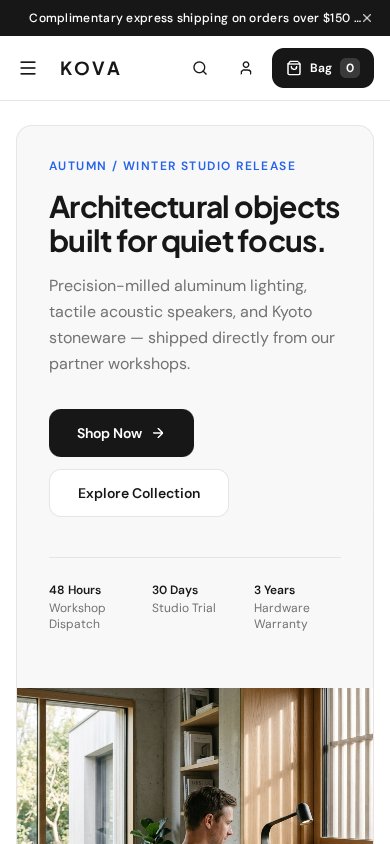 Complimentary express shipping on orders over $150 …
KOVA
Bag 0
AUTUMN / WINTER STUDIO RELEASE
Architectural objects
built for quiet focus.
Precision-milled aluminum lighting,
tactile acoustic speakers, and Kyoto
stoneware — shipped directly from our
partner workshops.
Shop Now
Explore Collection
48 Hours
Workshop
Dispatch
30 Days
Studio Trial
3 Years
Hardware
Warranty